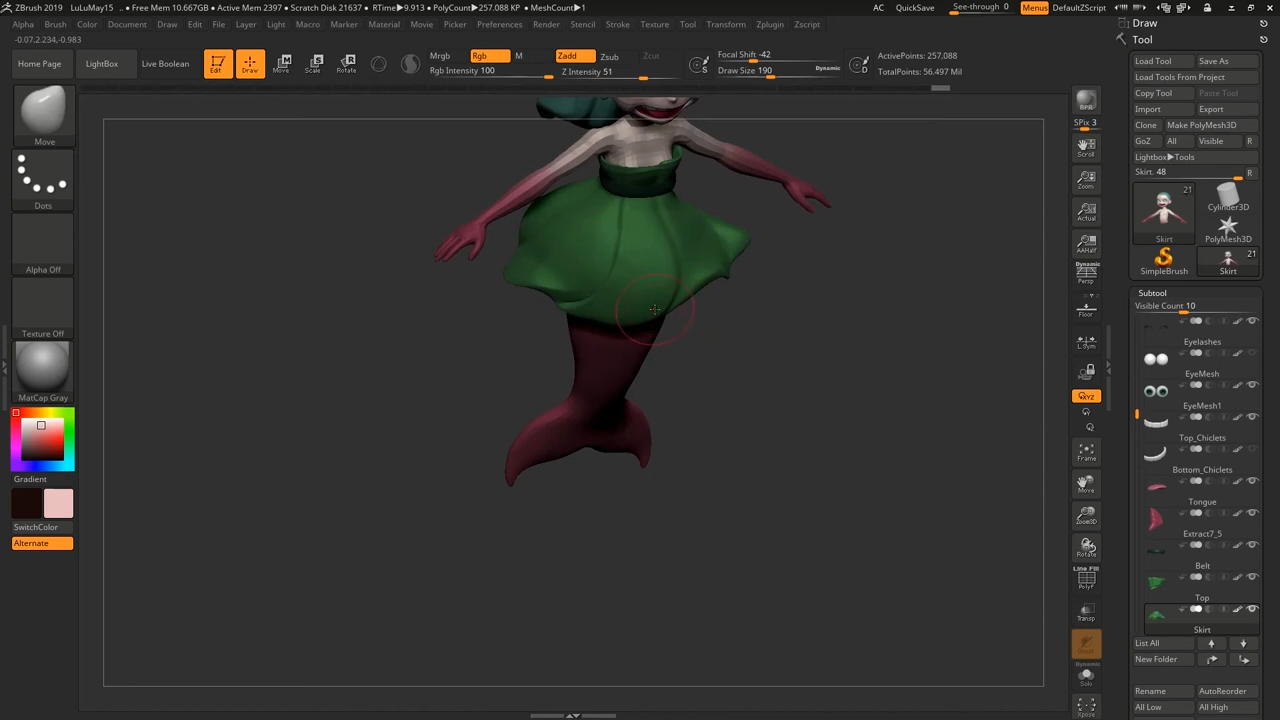 ZBrush 2019 LuLuMay15 • Free Mem 10.667GB • Active Mem 2397 • Scratch Disk 21637 • RTime▶9.913 • PolyCount▶257.088 KP • MeshCount▶1 AC QuickSave See-through 0 Menus DefaultZScript
Alpha Brush Color Document Draw Edit File Layer Light Macro Marker Material Movie Picker Preferences Render Stencil Stroke Texture Tool Transform Zplugin Zscript
-0.07,2.234,-0.983
Home Page LightBox Live Boolean Edit Draw Move Scale Rotate
Mrgb Rgb M Zadd Zsub Zcut
Rgb Intensity 100 Z Intensity 51
Focal Shift -42
Draw Size 190 Dynamic
S D
ActivePoints: 257.088
TotalPoints: 56.497 Mil
Move
Dots
Alpha Off
Texture Off
MatCap Gray
Gradient
SwitchColor
Alternate
BPR
SPix 3
Scroll
Zoom
Actual
AAHalf
Dynamic
Persp
Floor
L.Sym
XYZ
Frame
Move
Zoom3D
Rotate
Line Fill
PolyF
Transp
Ghost
Dynamic
Solo
Xpose
Draw
Tool
Load Tool Save As
Load Tools From Project
Copy Tool Paste Tool
Import Export
Clone Make PolyMesh3D
GoZ All Visible R
Lightbox▶Tools
Skirt. 48 R
21
Skirt
Cylinder3D
PolyMesh3D
SimpleBrush
21
Skirt
Subtool
Visible Count 10
Eyelashes
EyeMesh
EyeMesh1
Top_Chiclets
Bottom_Chiclets
Tongue
Extract7_5
Belt
Top
Skirt
List All
New Folder
Rename AutoReorder
All Low All High